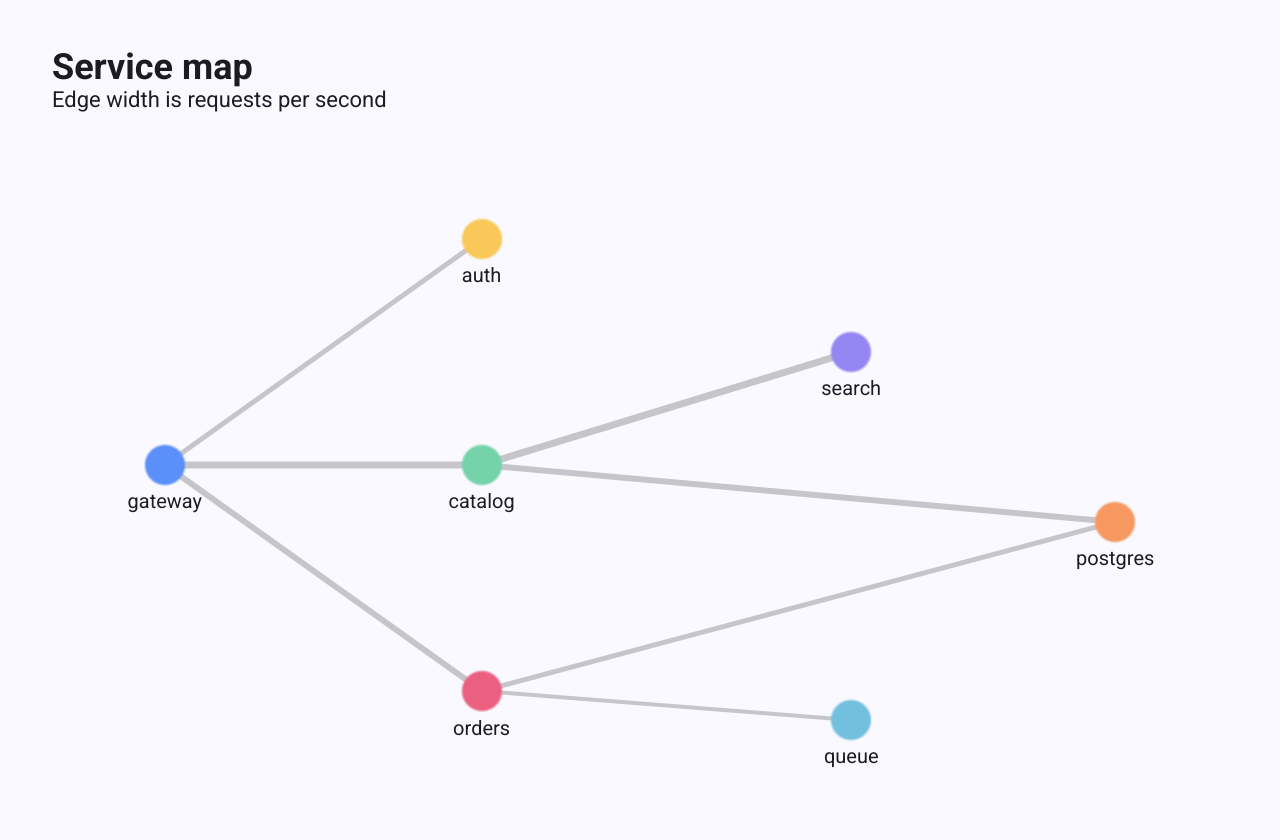 Service map
Edge width is requests per second
auth
search
gateway
catalog
postgres
orders
queue